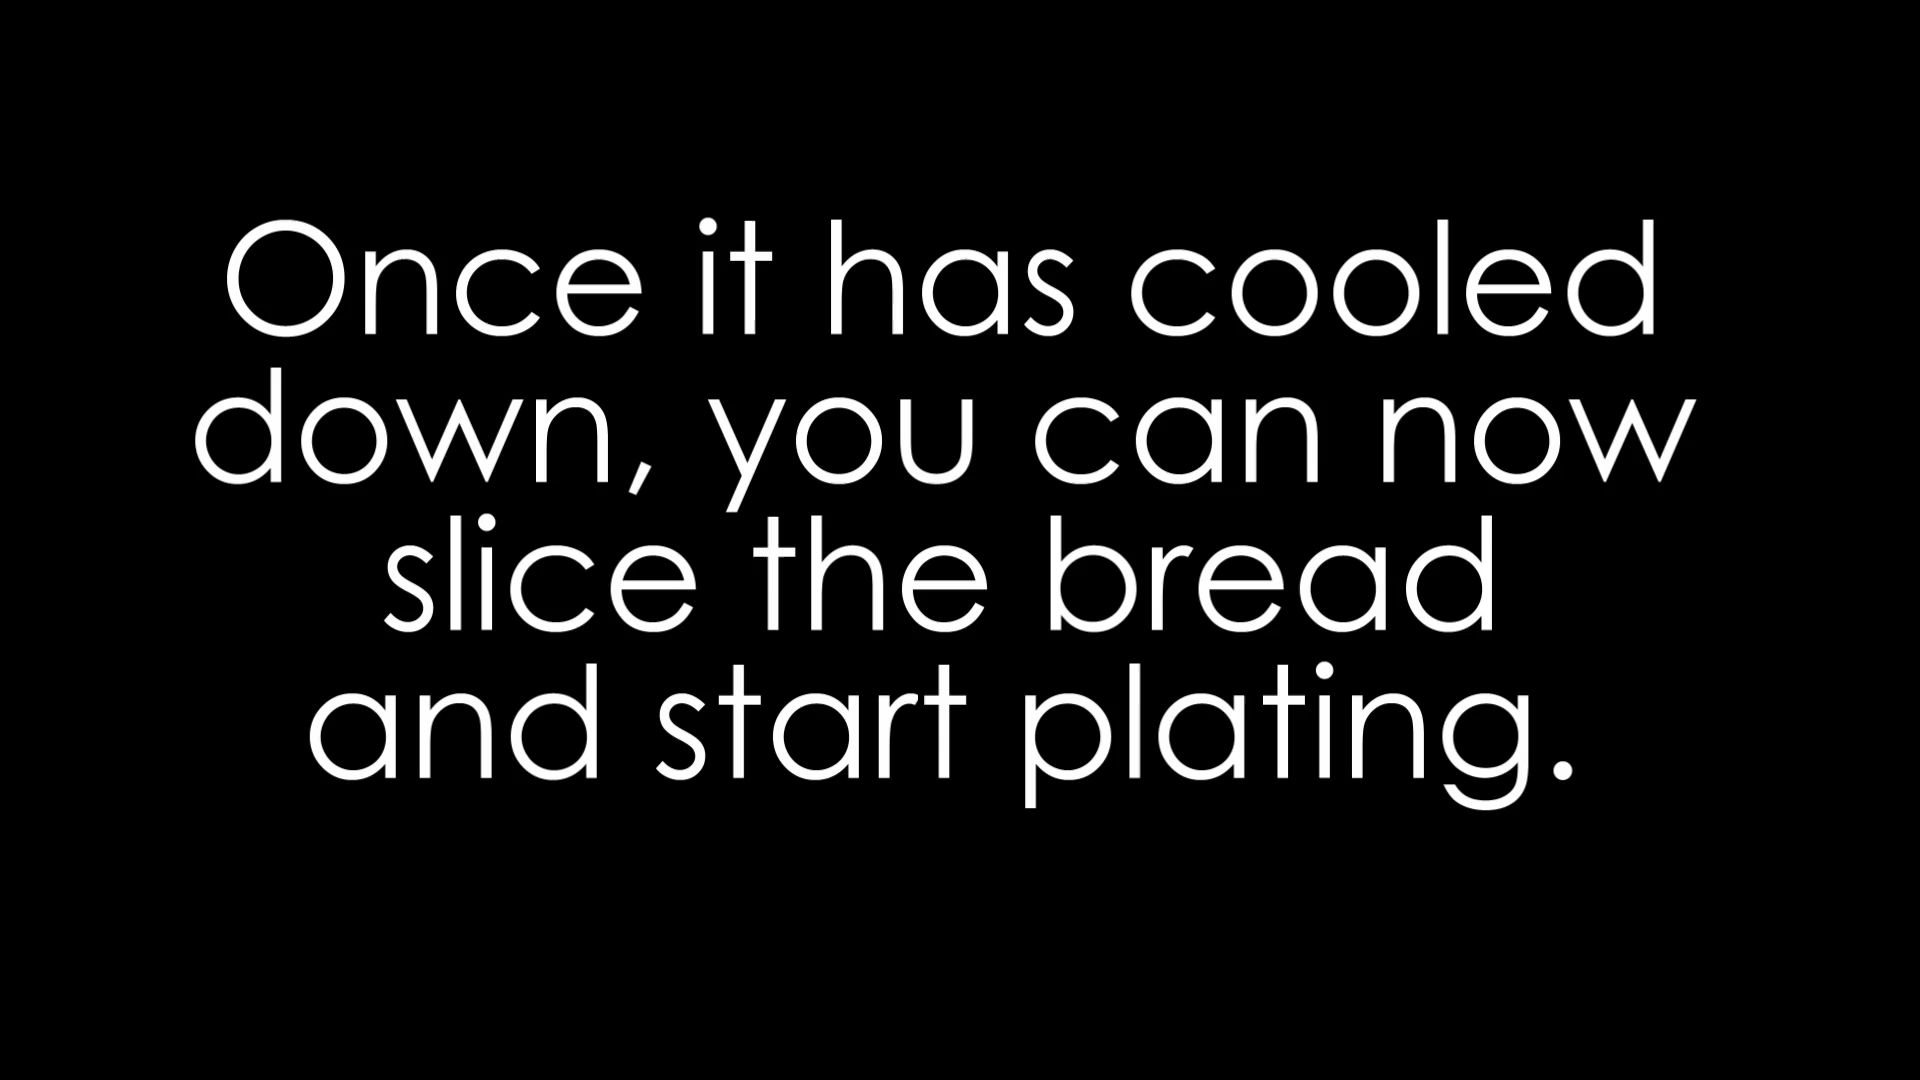 Once it has cooled
down, you can now
slice the bread
and start plating.